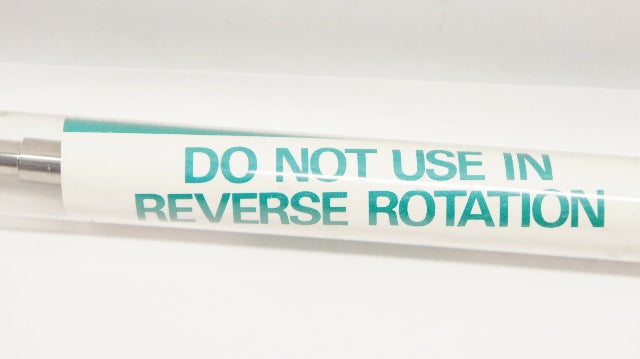 DO NOT USE IN
REVERSE ROTATION